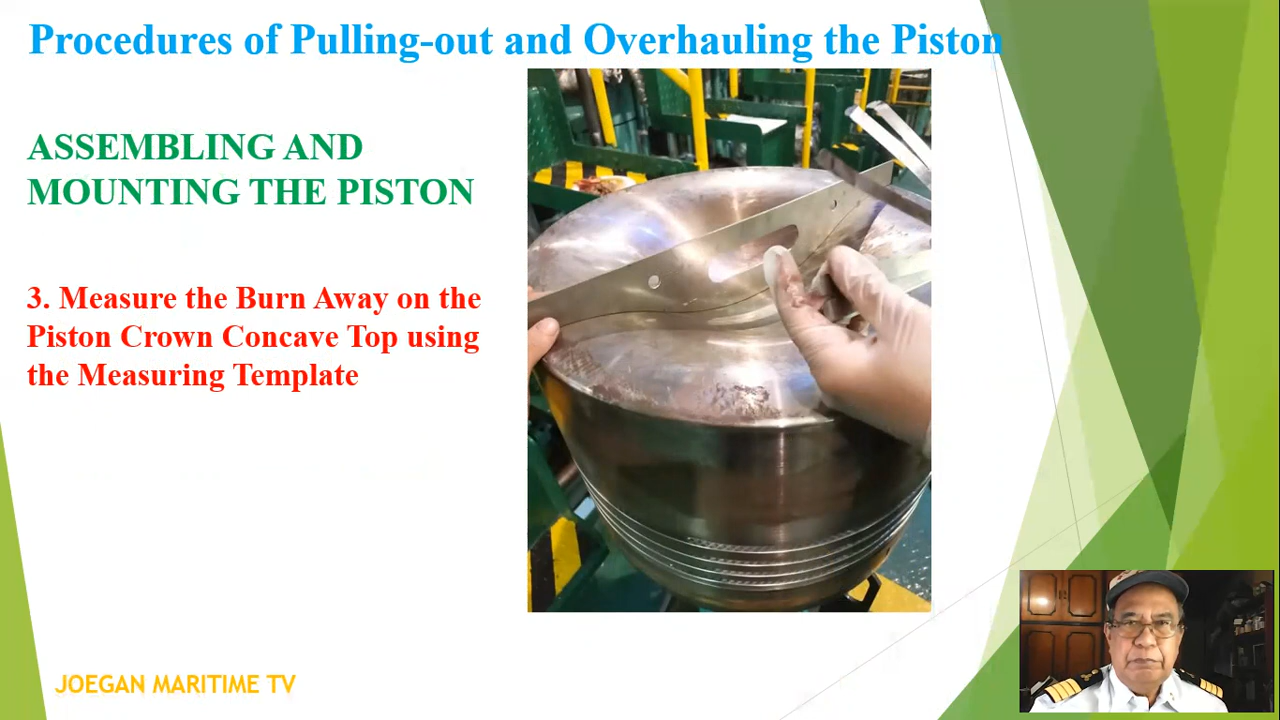 Procedures of Pulling-out and Overhauling the Piston
ASSEMBLING AND
MOUNTING THE PISTON
3. Measure the Burn Away on the
Piston Crown Concave Top using
the Measuring Template
JOEGAN MARITIME TV